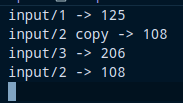 input/1 -> 125
input/2 copy -> 108
input/3 -> 206
input/2 -> 108